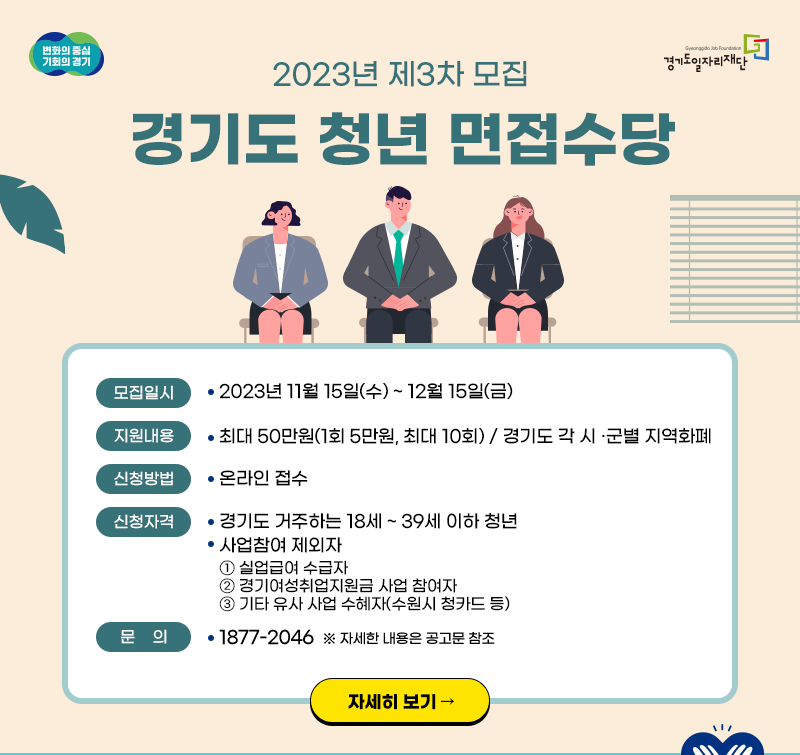 변화의 중심
기회의 경기
Gyeonggido Job Foundation
경기도일자리재단
2023년 제3차 모집
경기도 청년 면접수당
모집일시
• 2023년 11월 15일(수) ~ 12월 15일(금)
지원내용
• 최대 50만원(1회 5만원, 최대 10회) / 경기도 각 시 ·군별 지역화폐
신청방법
• 온라인 접수
신청자격
• 경기도 거주하는 18세 ~ 39세 이하 청년
• 사업참여 제외자
① 실업급여 수급자
② 경기여성취업지원금 사업 참여자
③ 기타 유사 사업 수혜자(수원시 청카드 등)
문 의
• 1877-2046 ※ 자세한 내용은 공고문 참조
자세히 보기 →